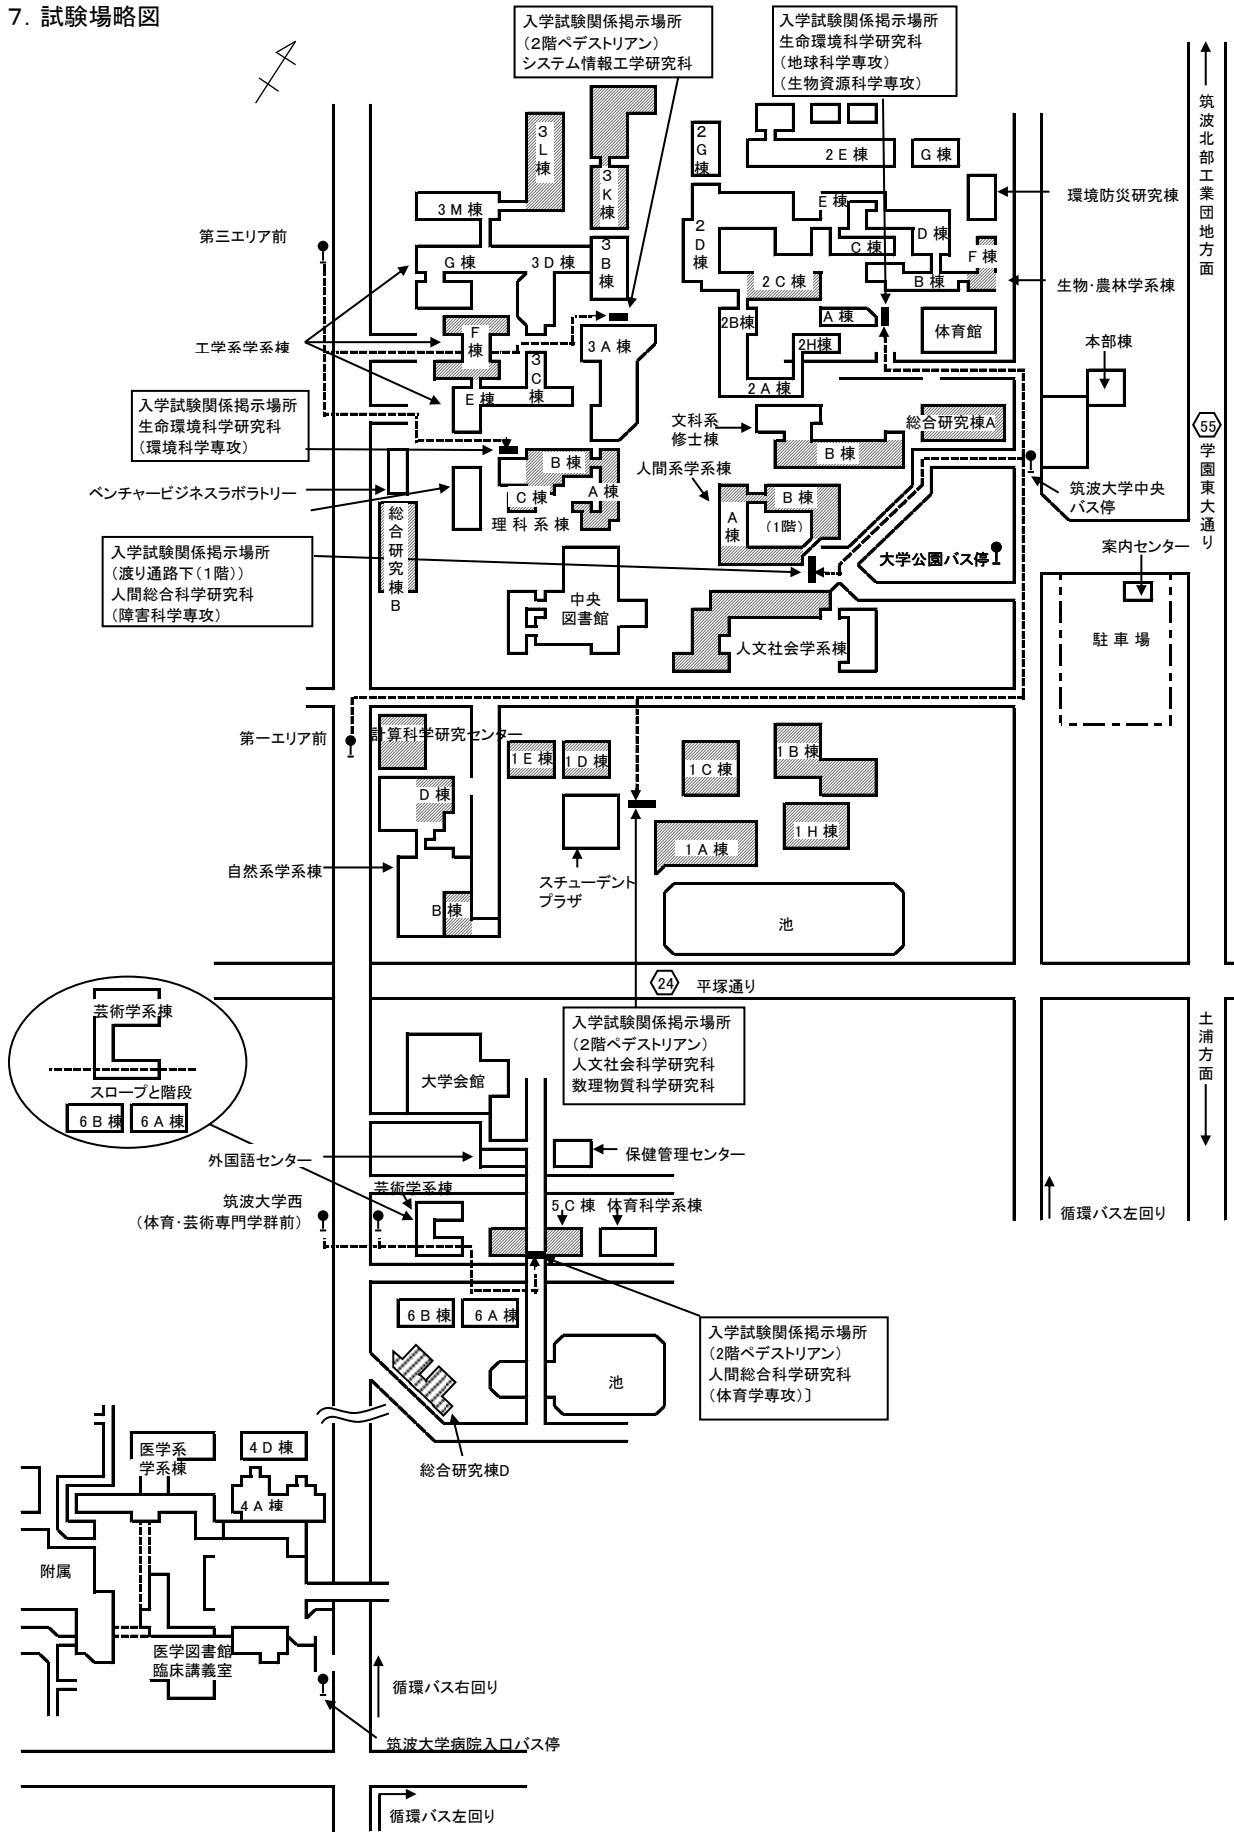 7．試験場略図
入学試験関係掲示場所
（2階ペデストリアン）
システム情報工学研究科
入学試験関係掲示場所
生命環境科学研究科
（地球科学専攻）
（生物資源科学専攻）
筑波北部工業団地方面
3L棟
3K棟
2G棟
2E棟
G棟
環境防災研究棟
3M棟
E棟
第三エリア前
3B棟
2D棟
D棟
C棟
F棟
G棟
3D棟
2C棟
B棟
生物・農林学系棟
A棟
2B棟
体育館
F棟
工学系学系棟
3A棟
2H棟
本部棟
3C棟
2A棟
E棟
入学試験関係掲示場所
生命環境科学研究科
（環境科学専攻）
文科系
修士棟
総合研究棟A
55
学園東大通り
B棟
B棟
人間系学系棟
ベンチャービジネスラボラトリー
C棟
A棟
B棟
筑波大学中央
バス停
理科系棟
A棟
（1階）
総合研究棟B
入学試験関係掲示場所
（渡り通路下（1階））
人間総合科学研究科
（障害科学専攻）
大学公園バス停
案内センター
中央
図書館
人文社会学系棟
駐車場
第一エリア前
計算科学研究センター
1E棟
1D棟
1C棟
1B棟
D棟
1H棟
1A棟
自然系学系棟
スチューデント
プラザ
B棟
池
24
平塚通り
芸術学系棟
スロープと階段
6B棟
6A棟
入学試験関係掲示場所
（2階ペデストリアン）
人文社会科学研究科
数理物質科学研究科
土浦方面
大学会館
外国語センター
保健管理センター
筑波大学西
（体育・芸術専門学群前）
芸術学系棟
5C棟
体育科学系棟
循環バス左回り
6B棟
6A棟
入学試験関係掲示場所
（2階ペデストリアン）
人間総合科学研究科
（体育学専攻）］
池
総合研究棟D
医学系
学系棟
4D棟
4A棟
附属
医学図書館
臨床講義室
循環バス右回り
筑波大学病院入口バス停
循環バス左回り